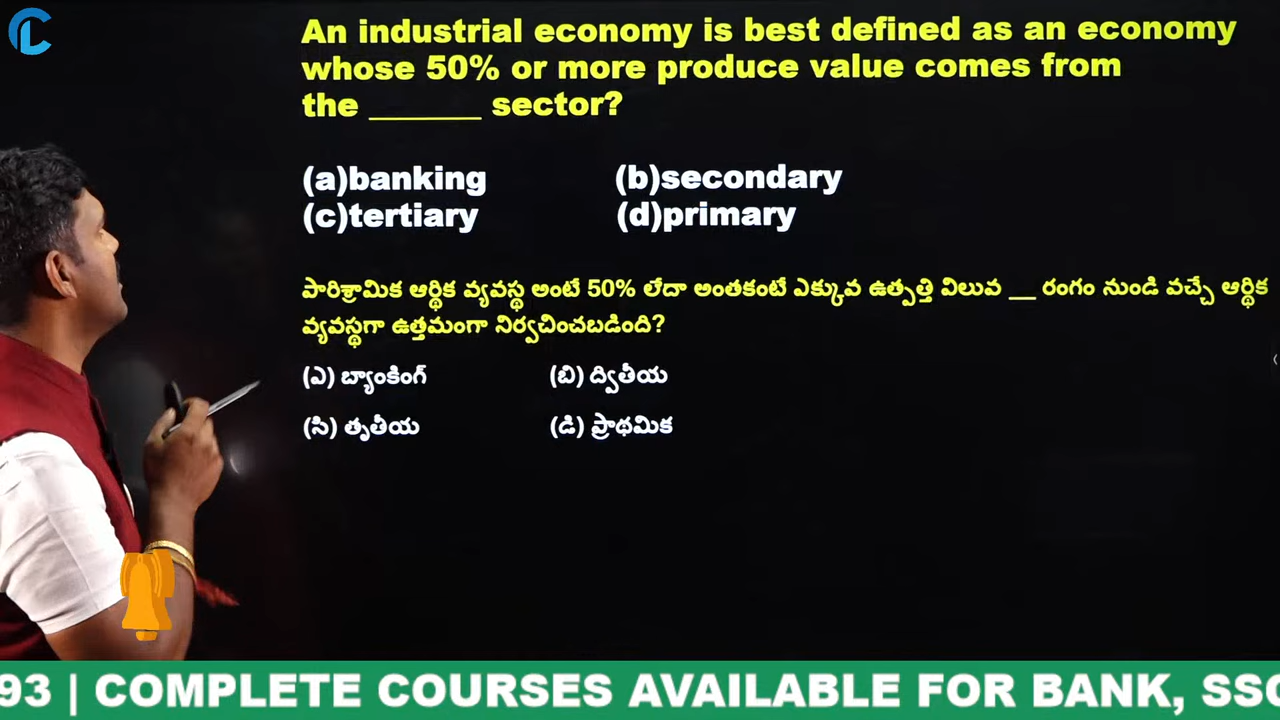 An industrial economy is best defined as an economy
whose 50% or more produce value comes from
the _______ sector?
(a)banking (b)secondary
(c)tertiary (d)primary
పారిశ్రామిక ఆర్థిక వ్యవస్థ అంటే 50% లేదా అంతకంటే ఎక్కువ ఉత్పత్తి విలువ __ రంగం నుండి వచ్చే ఆర్థిక
వ్యవస్థగా ఉత్తమంగా నిర్వచించబడింది?
(ఎ) బ్యాంకింగ్ (బి) ద్వితీయ
(సి) తృతీయ (డి) ప్రాథమిక
93 | COMPLETE COURSES AVAILABLE FOR BANK, SSC